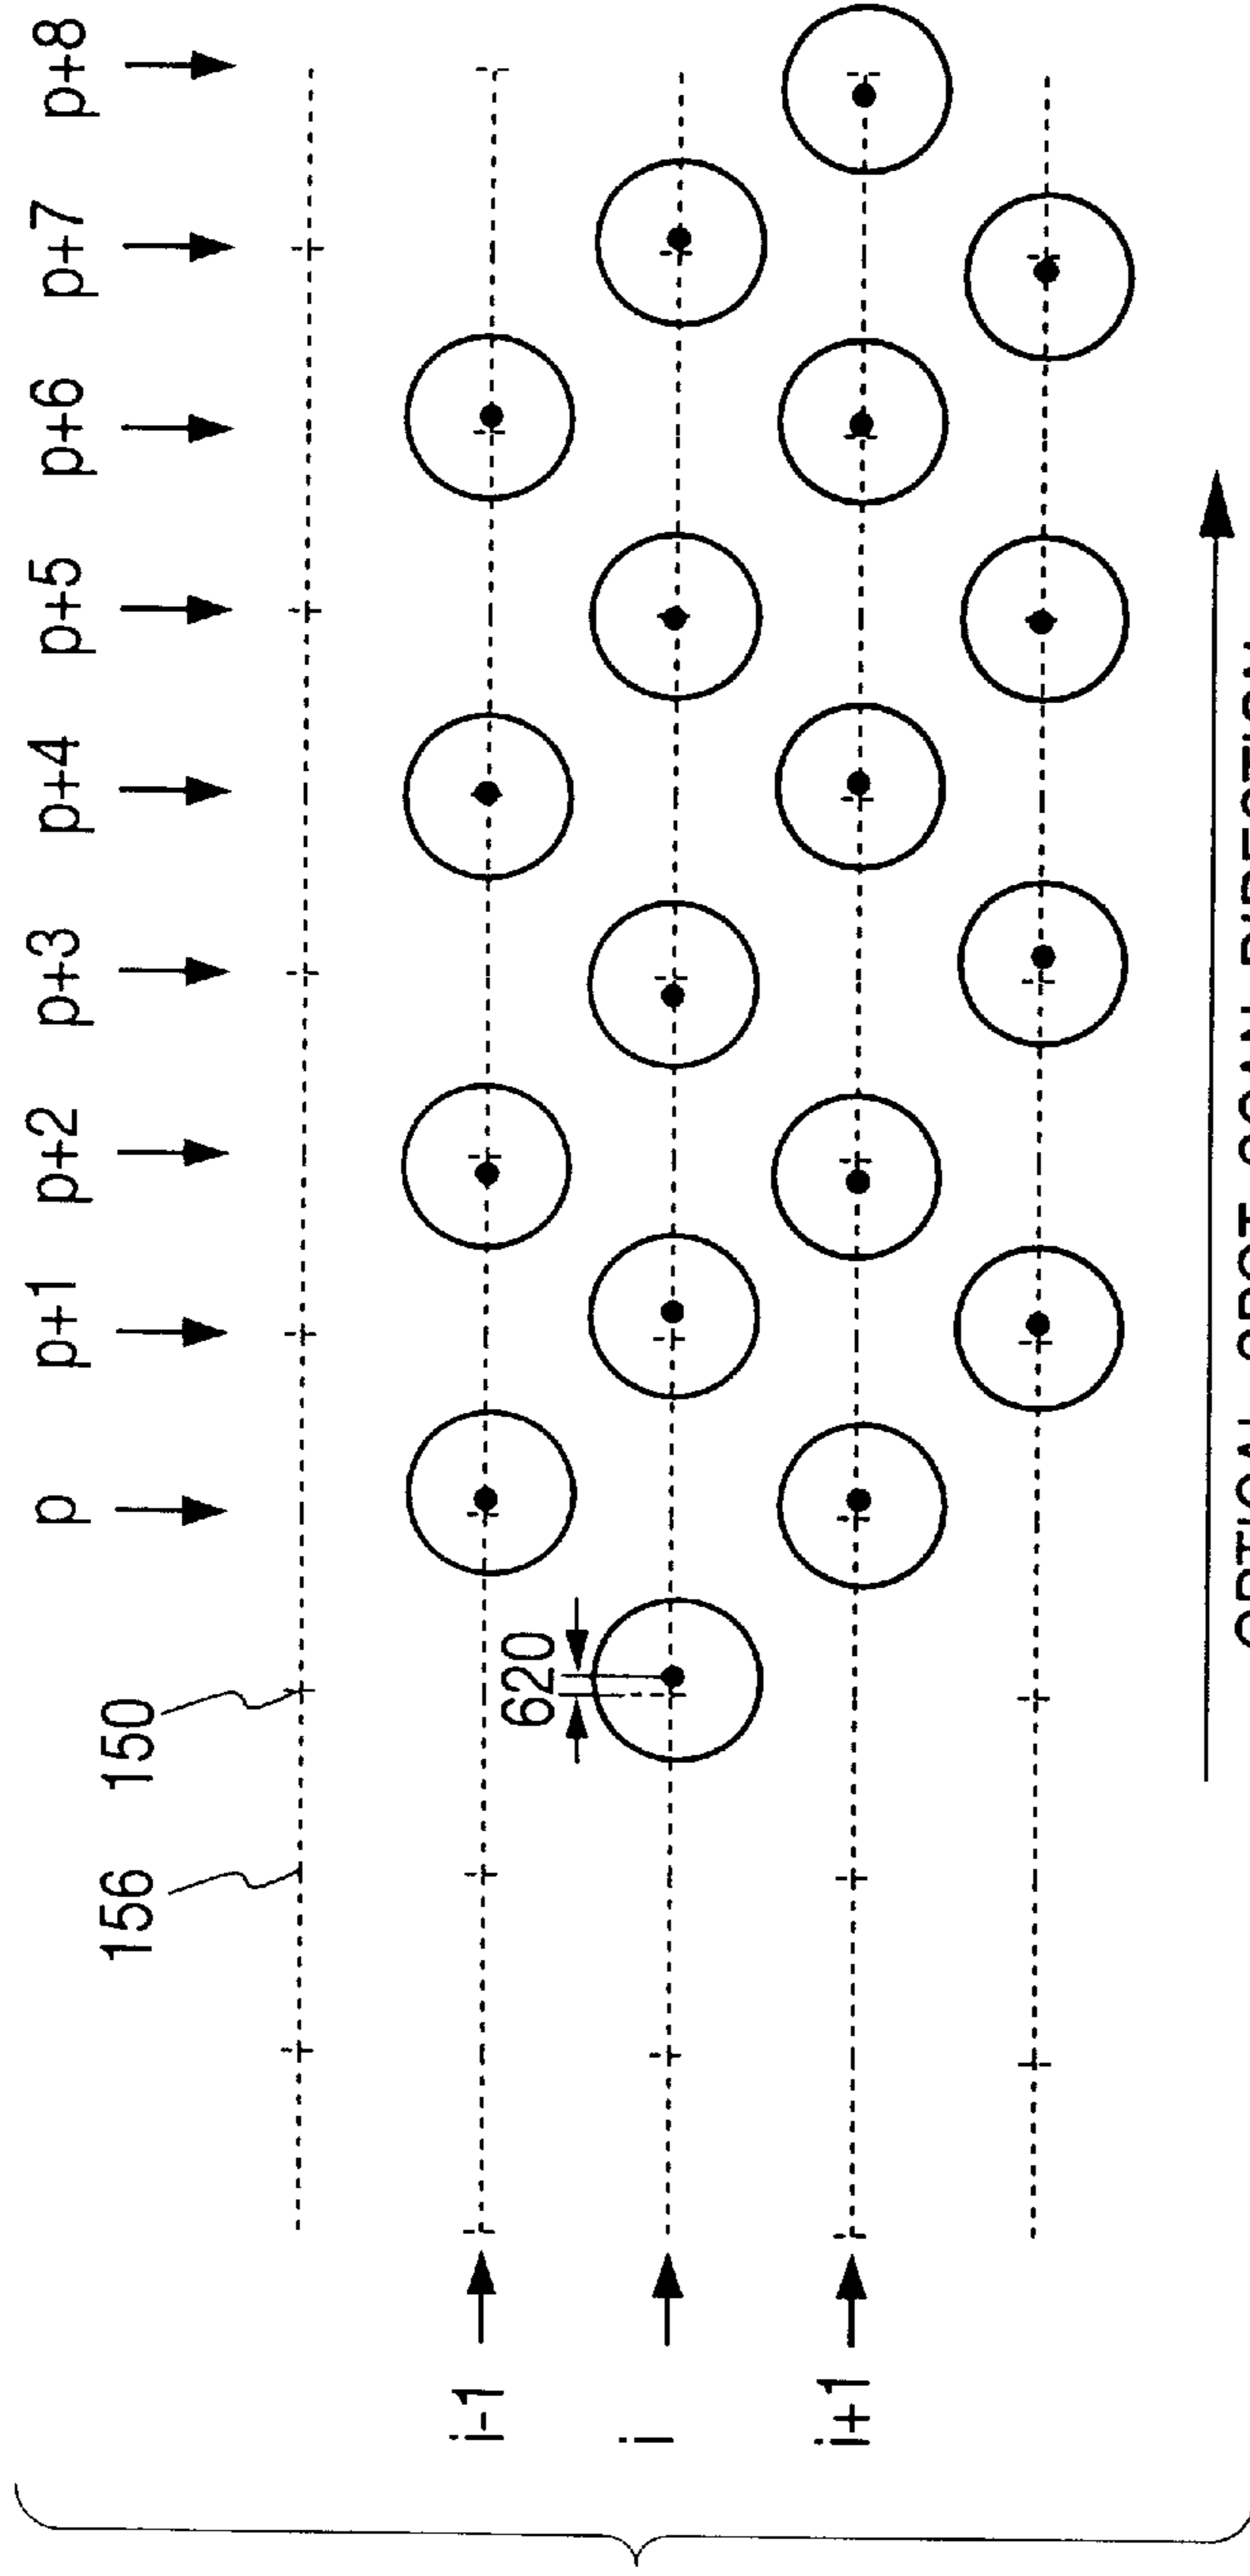 p p+1 p+2 p+3 p+4 p+5 p+6 p+7 p+8
156 150
i-1
620
i
i+1
OPTICAL SPOT SCAN DIRECTION